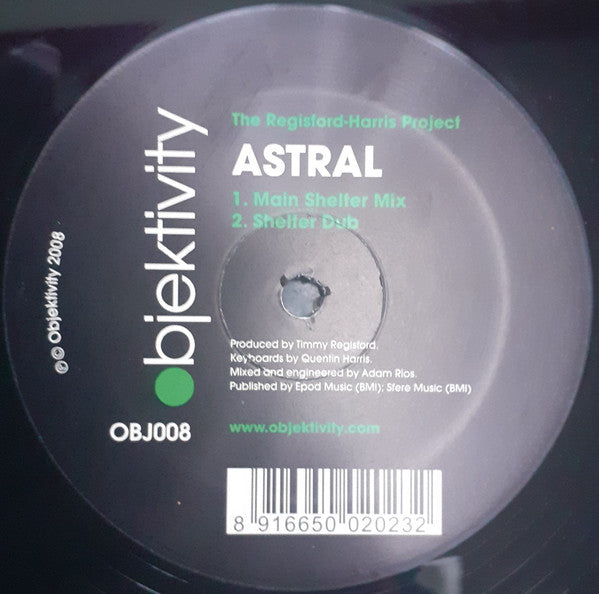 The Regisford-Harris Project
ASTRAL
1. Main Shelter Mix
2. Shelter Dub
Produced by Timmy Regisford.
Keyboards by Quentin Harris.
Mixed and engineered by Adam Rios.
Published by Epod Music (BMI); Sfere Music (BMI)
www.objektivity.com
objektivity
OBJ008
℗© Objektivity 2008
8 916650 020232